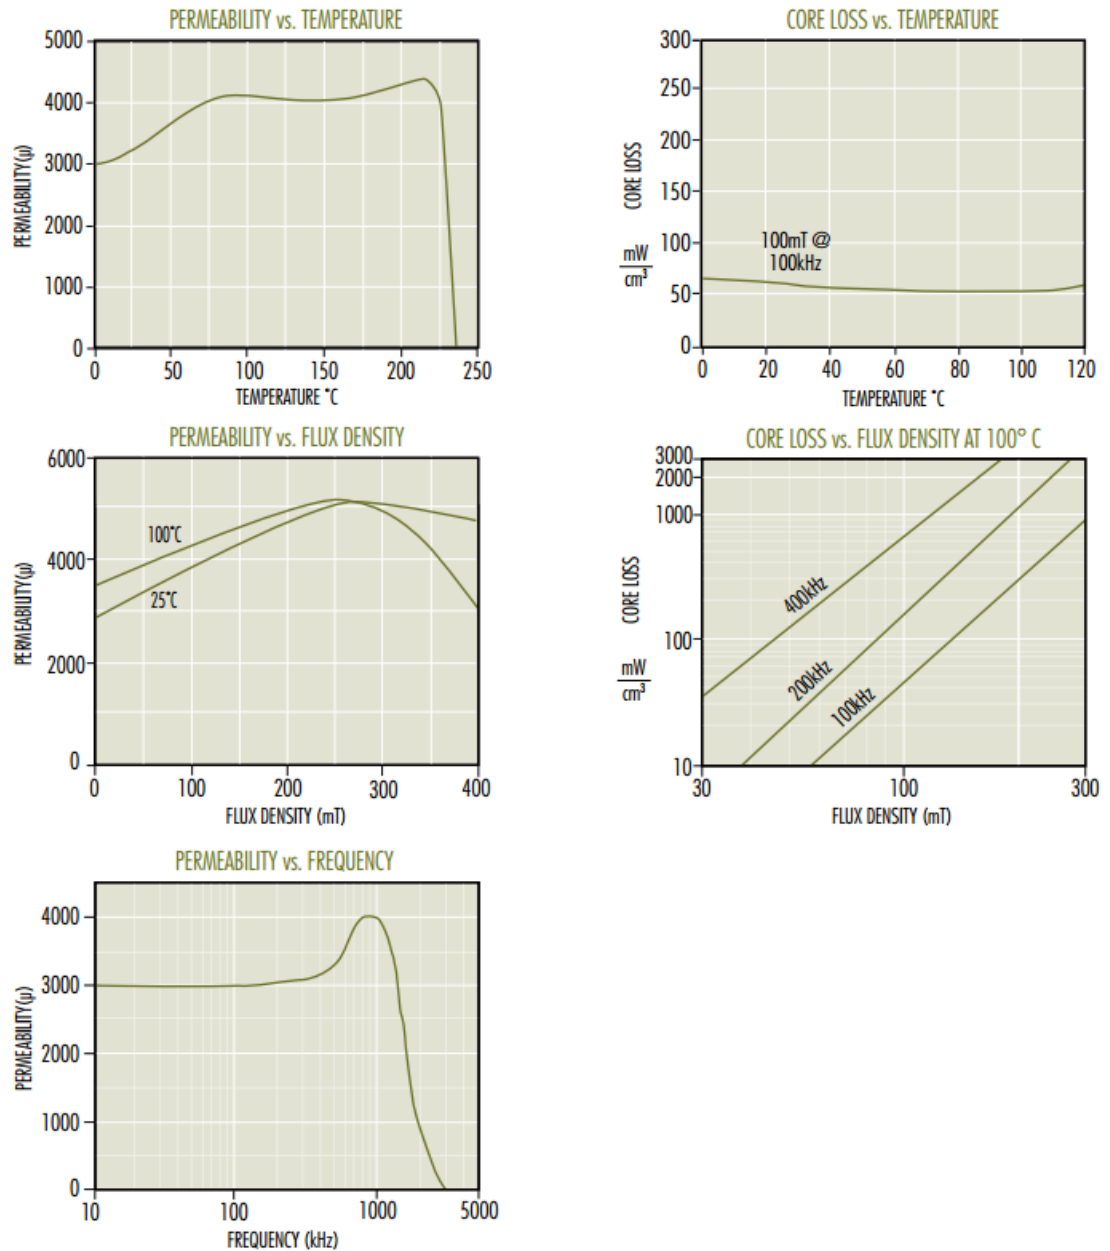 PERMEABILITY vs. TEMPERATURE
5000
4000
3000
2000
1000
0
PERMEABILITY(µ)
0 50 100 150 200 250
TEMPERATURE °C
CORE LOSS vs. TEMPERATURE
300
250
200
150
100
50
0
CORE LOSS
mW
cm³
100mT @
100kHz
0 20 40 60 80 100 120
TEMPERATURE °C
PERMEABILITY vs. FLUX DENSITY
6000
4000
2000
0
PERMEABILITY(µ)
100°C
25°C
0 100 200 300 400
FLUX DENSITY (mT)
CORE LOSS vs. FLUX DENSITY AT 100° C
3000
2000
1000
100
10
CORE LOSS
mW
cm³
400kHz
200kHz
100kHz
30 100 300
FLUX DENSITY (mT)
PERMEABILITY vs. FREQUENCY
4000
3000
2000
1000
0
PERMEABILITY(µ)
10 100 1000 5000
FREQUENCY (kHz)